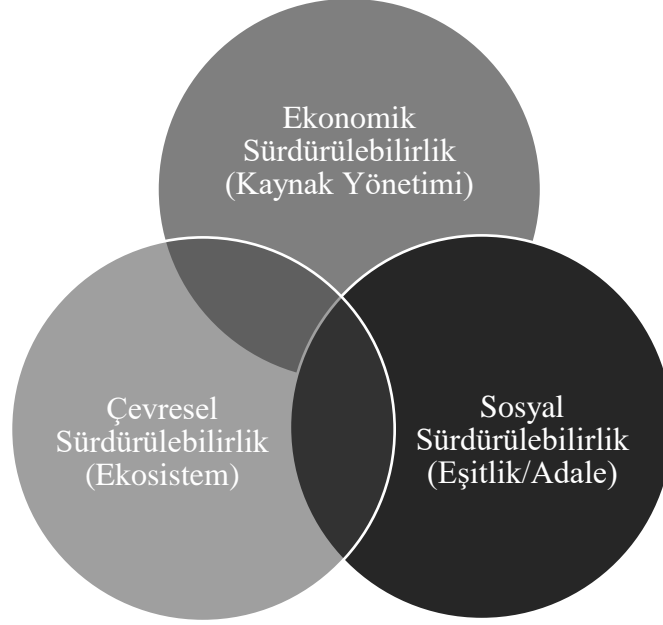 Ekonomik
Sürdürülebilirlik
(Kaynak Yönetimi)
Çevresel
Sürdürülebilirlik
(Ekosistem)
Sosyal
Sürdürülebilirlik
(Eşitlik/Adale)